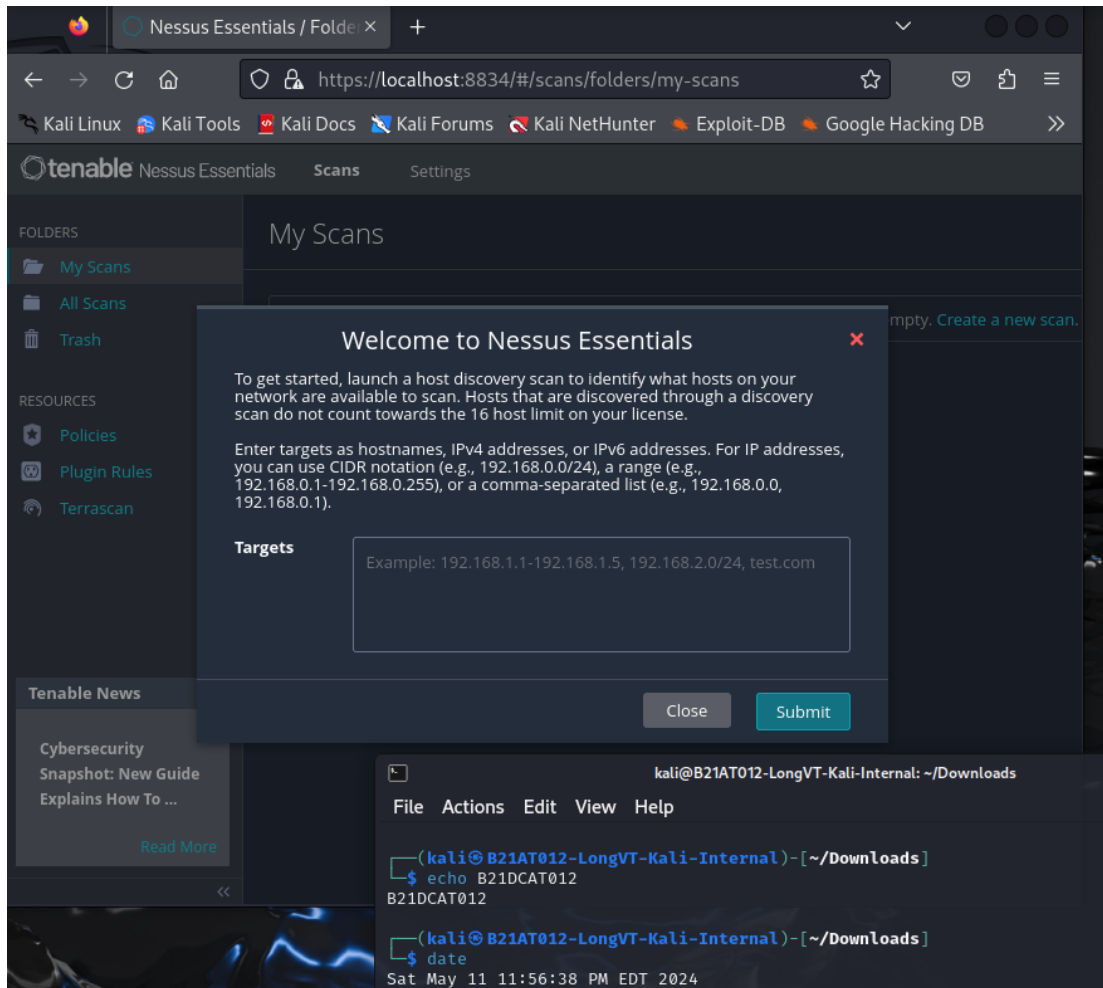 Nessus Essentials / Folde
https://localhost:8834/#/scans/folders/my-scans
Kali Linux Kali Tools Kali Docs Kali Forums Kali NetHunter Exploit-DB Google Hacking DB
tenable Nessus Essentials Scans Settings
FOLDERS
My Scans
All Scans
Trash
RESOURCES
Policies
Plugin Rules
Terrascan
My Scans
mpty. Create a new scan.
Welcome to Nessus Essentials
To get started, launch a host discovery scan to identify what hosts on your
network are available to scan. Hosts that are discovered through a discovery
scan do not count towards the 16 host limit on your license.
Enter targets as hostnames, IPv4 addresses, or IPv6 addresses. For IP addresses,
you can use CIDR notation (e.g., 192.168.0.0/24), a range (e.g.,
192.168.0.1-192.168.0.255), or a comma-separated list (e.g., 192.168.0.0,
192.168.0.1).
Targets
Example: 192.168.1.1-192.168.1.5, 192.168.2.0/24, test.com
Close Submit
Tenable News
Cybersecurity
Snapshot: New Guide
Explains How To ...
Read More
kali@B21AT012-LongVT-Kali-Internal: ~/Downloads
File Actions Edit View Help
┌──(kali㉿B21AT012-LongVT-Kali-Internal)-[~/Downloads]
└─$ echo B21DCAT012
B21DCAT012
┌──(kali㉿B21AT012-LongVT-Kali-Internal)-[~/Downloads]
└─$ date
Sat May 11 11:56:38 PM EDT 2024